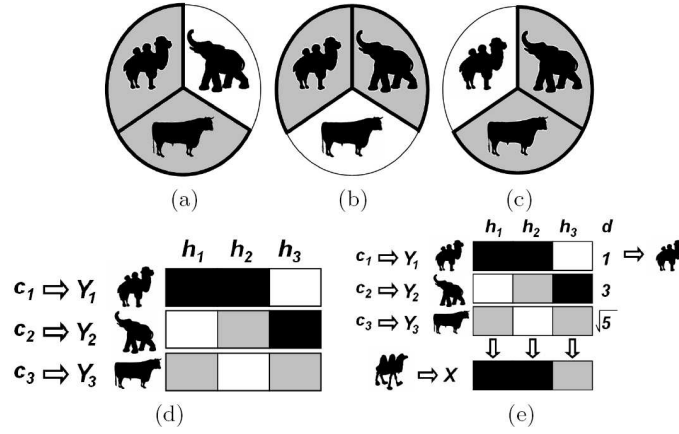 (a)
(b)
(c)
h₁ h₂ h₃
c₁ ⇒ Y₁
c₂ ⇒ Y₂
c₃ ⇒ Y₃
(d)
h₁ h₂ h₃ d
c₁ ⇒ Y₁ 1 ⇒
c₂ ⇒ Y₂ 3
c₃ ⇒ Y₃ √5
⇒ X
(e)